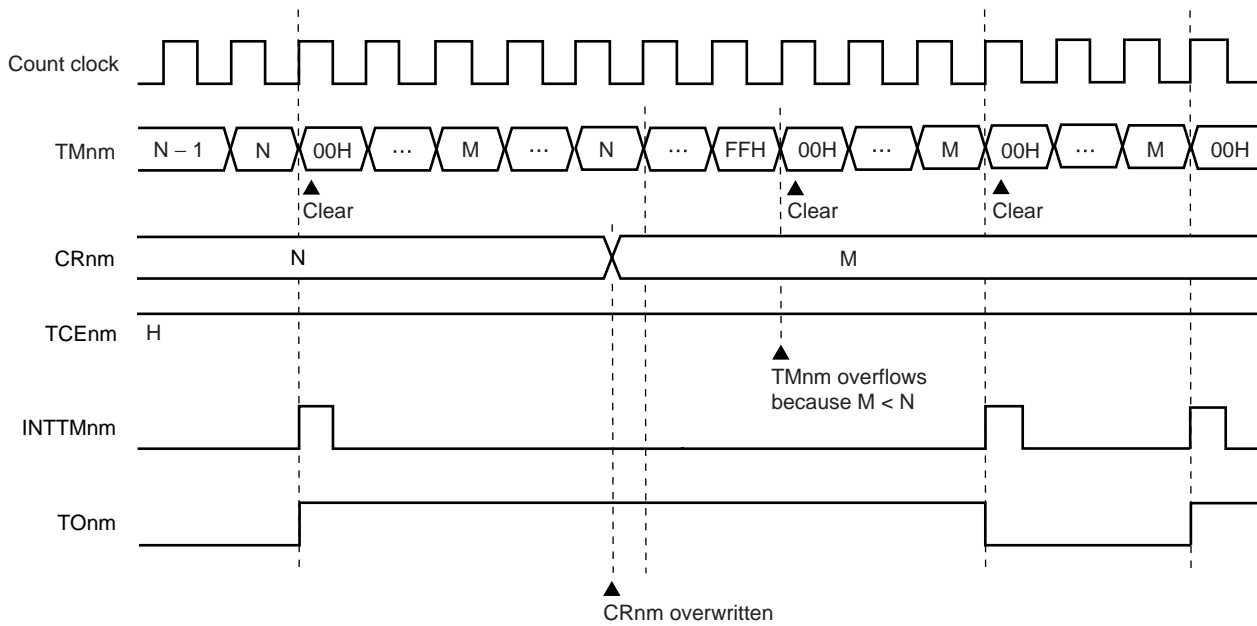 Count clock
TMnm N – 1 N 00H ··· M ··· N ··· FFH 00H ··· M 00H ··· M 00H
Clear Clear Clear
CRnm N M
TCEnm H
TMnm overflows
because M < N
INTTMnm
TOnm
CRnm overwritten